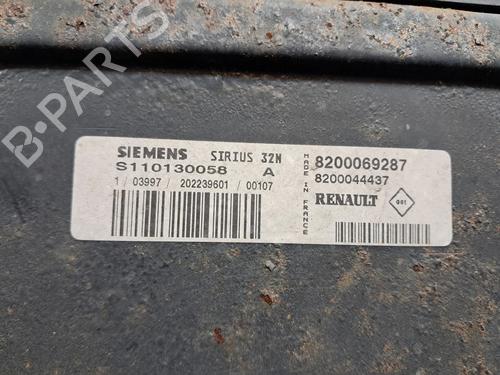 SIEMENS SIRIUS 32N
S110130058 A
1 / 03997 / 202239601 / 00107
MADE IN FRANCE
8200069287
8200044437
RENAULT
B-PARTS